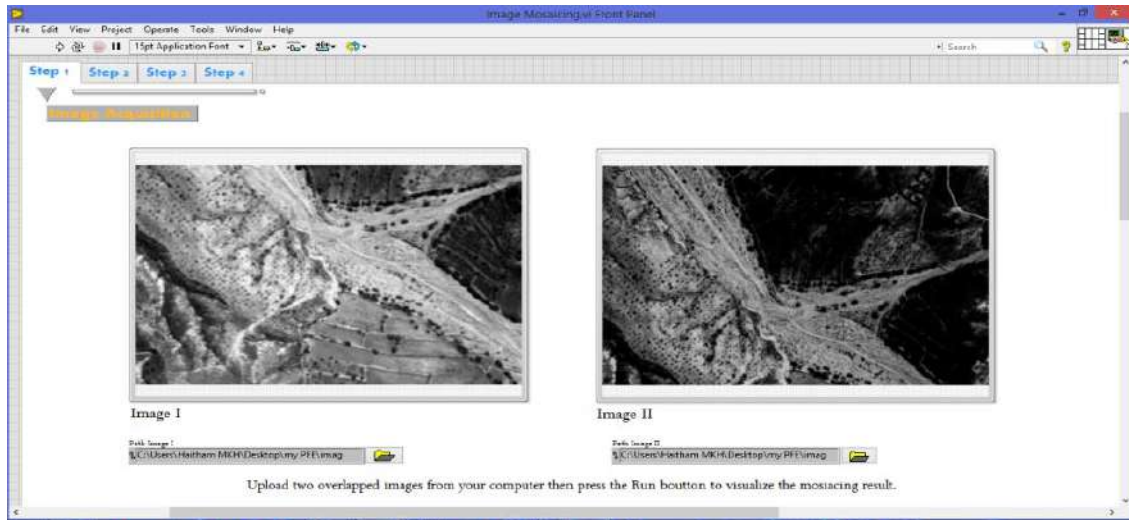 Image Mosaicing.vi Front Panel
File Edit View Project Operate Tools Window Help
15pt Application Font
Search
Step 1 Step 2 Step 3 Step 4
Image Acquisition
Image I
Image II
Path Image I
Path Image II
C:\Users\Haitham MKH\Desktop\my PFE\imag
C:\Users\Haitham MKH\Desktop\my PFE\imag
Upload two overlapped images from your computer then press the Run boutton to visualize the mosiacing result.